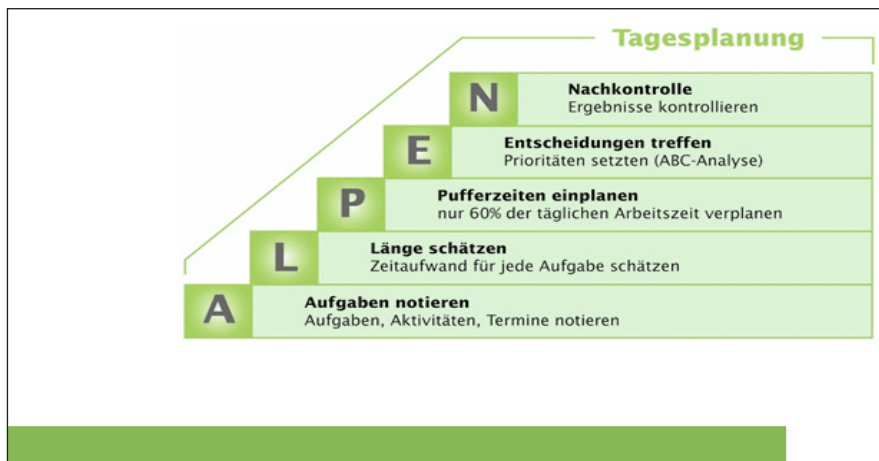 Tagesplanung
N
Nachkontrolle
Ergebnisse kontrollieren
E
Entscheidungen treffen
Prioritäten setzten (ABC-Analyse)
P
Pufferzeiten einplanen
nur 60% der täglichen Arbeitszeit verplanen
L
Länge schätzen
Zeitaufwand für jede Aufgabe schätzen
A
Aufgaben notieren
Aufgaben, Aktivitäten, Termine notieren